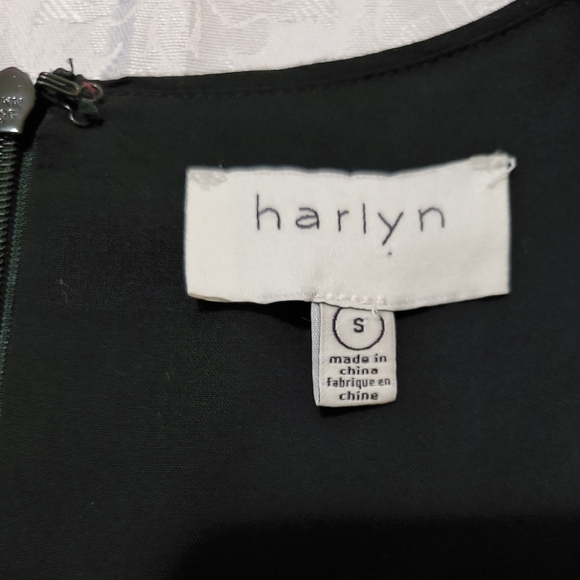 harlyn
S
made in
china
Fabrique en
chine